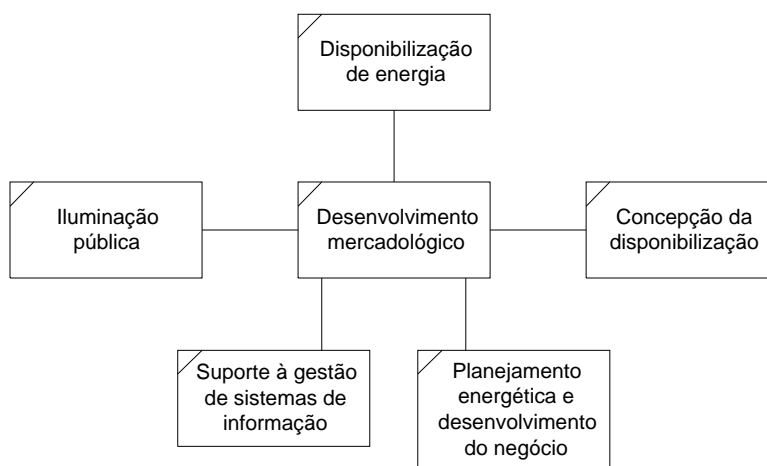 Disponibilização
de energia
Iluminação
pública
Desenvolvimento
mercadológico
Concepção da
disponibilização
Suporte à gestão
de sistemas de
informação
Planejamento
energética e
desenvolvimento
do negócio